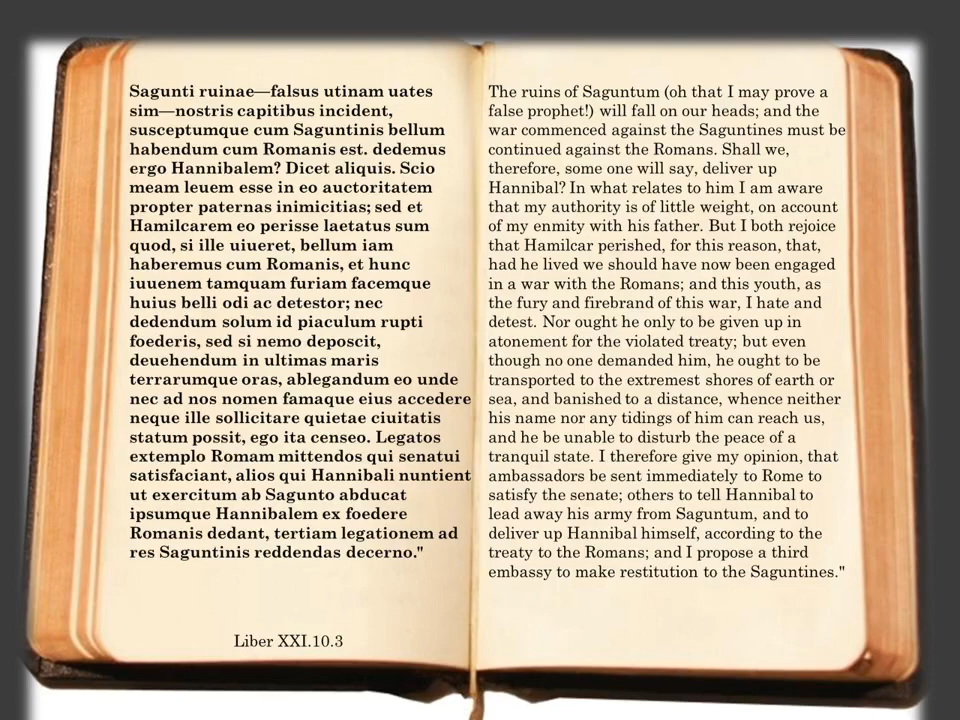 Sagunti ruinae—falsus utinam uates
sim—nostris capitibus incident,
susceptumque cum Saguntinis bellum
habendum cum Romanis est. dedemus
ergo Hannibalem? Dicet aliquis. Scio
meam leuem esse in eo auctoritatem
propter paternas inimicitias; sed et
Hamilcarem eo perisse laetatus sum
quod, si ille uiueret, bellum iam
haberemus cum Romanis, et hunc
iuuenem tamquam furiam facemque
huius belli odi ac detestor; nec
dedendum solum id piaculum rupti
foederis, sed si nemo deposcit,
deuehendum in ultimas maris
terrarumque oras, ablegandum eo unde
nec ad nos nomen famaque eius accedere
neque ille sollicitare quietae ciuitatis
statum possit, ego ita censeo. Legatos
extemplo Romam mittendos qui senatui
satisfaciant, alios qui Hannibali nuntient
ut exercitum ab Sagunto abducat
ipsumque Hannibalem ex foedere
Romanis dedant, tertiam legationem ad
res Saguntinis reddendas decerno."
Liber XXI.10.3
The ruins of Saguntum (oh that I may prove a
false prophet!) will fall on our heads; and the
war commenced against the Saguntines must be
continued against the Romans. Shall we,
therefore, some one will say, deliver up
Hannibal? In what relates to him I am aware
that my authority is of little weight, on account
of my enmity with his father. But I both rejoice
that Hamilcar perished, for this reason, that,
had he lived we should have now been engaged
in a war with the Romans; and this youth, as
the fury and firebrand of this war, I hate and
detest. Nor ought he only to be given up in
atonement for the violated treaty; but even
though no one demanded him, he ought to be
transported to the extremest shores of earth or
sea, and banished to a distance, whence neither
his name nor any tidings of him can reach us,
and he be unable to disturb the peace of a
tranquil state. I therefore give my opinion, that
ambassadors be sent immediately to Rome to
satisfy the senate; others to tell Hannibal to
lead away his army from Saguntum, and to
deliver up Hannibal himself, according to the
treaty to the Romans; and I propose a third
embassy to make restitution to the Saguntines."